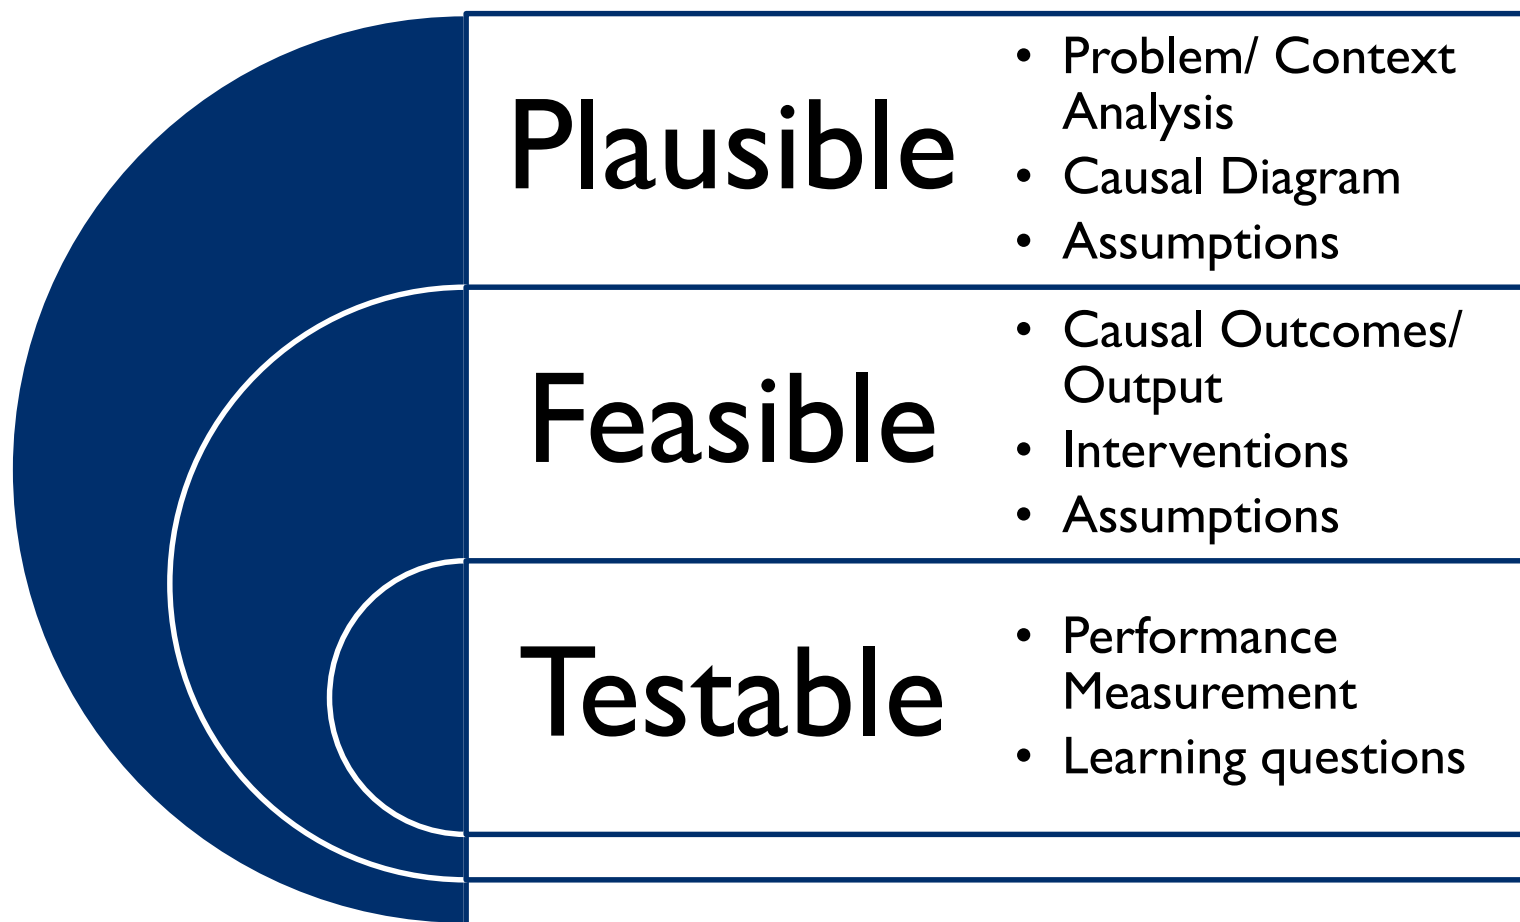 Plausible
• Problem/ Context
Analysis
• Causal Diagram
• Assumptions
Feasible
• Causal Outcomes/
Output
• Interventions
• Assumptions
Testable
• Performance
Measurement
• Learning questions